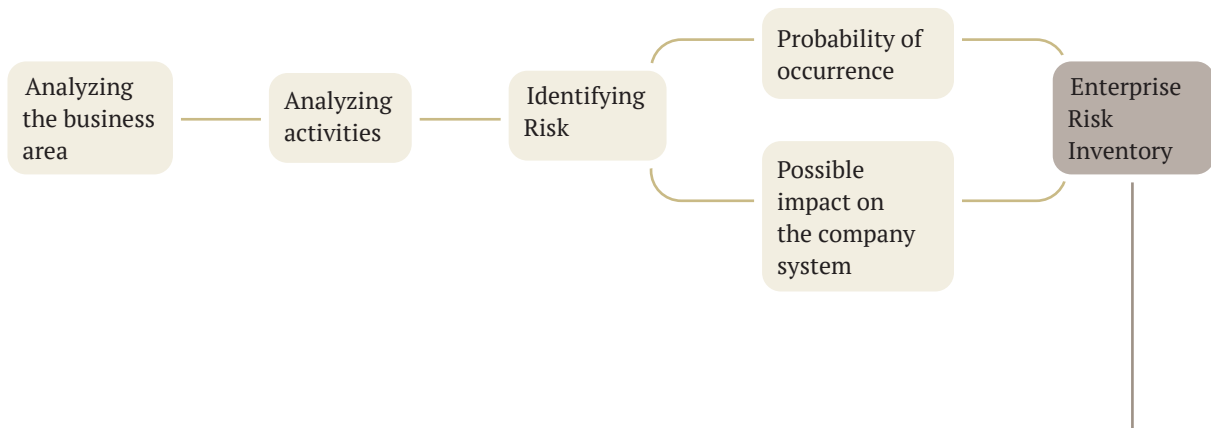 Analyzing
the business
area
Analyzing
activities
Identifying
Risk
Probability of
occurrence
Possible
impact on
the company
system
Enterprise
Risk
Inventory